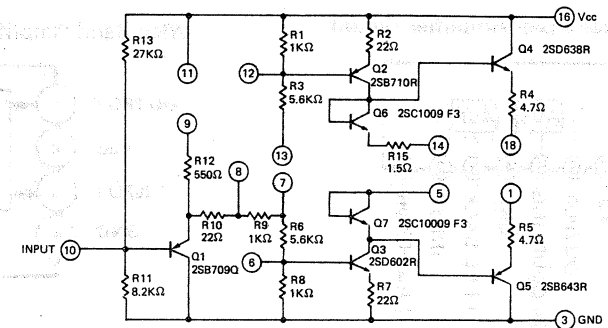 16 Vcc
R13
27KΩ
R1
1KΩ
R2
22Ω
Q4 2SD638R
11
12
Q2
2SB710R
R3
5.6KΩ
Q6 2SC1009 F3
R4
4.7Ω
9
13
R15
1.5Ω
14
18
R12
550Ω
8
7
5
1
Q7 2SC10009 F3
R10
22Ω
R9
1KΩ
R6
5.6KΩ
R5
4.7Ω
INPUT 10
Q1
2SB709Q
6
Q3
2SD602R
R11
8.2KΩ
R8
1KΩ
R7
22Ω
Q5 2SB643R
3 GND